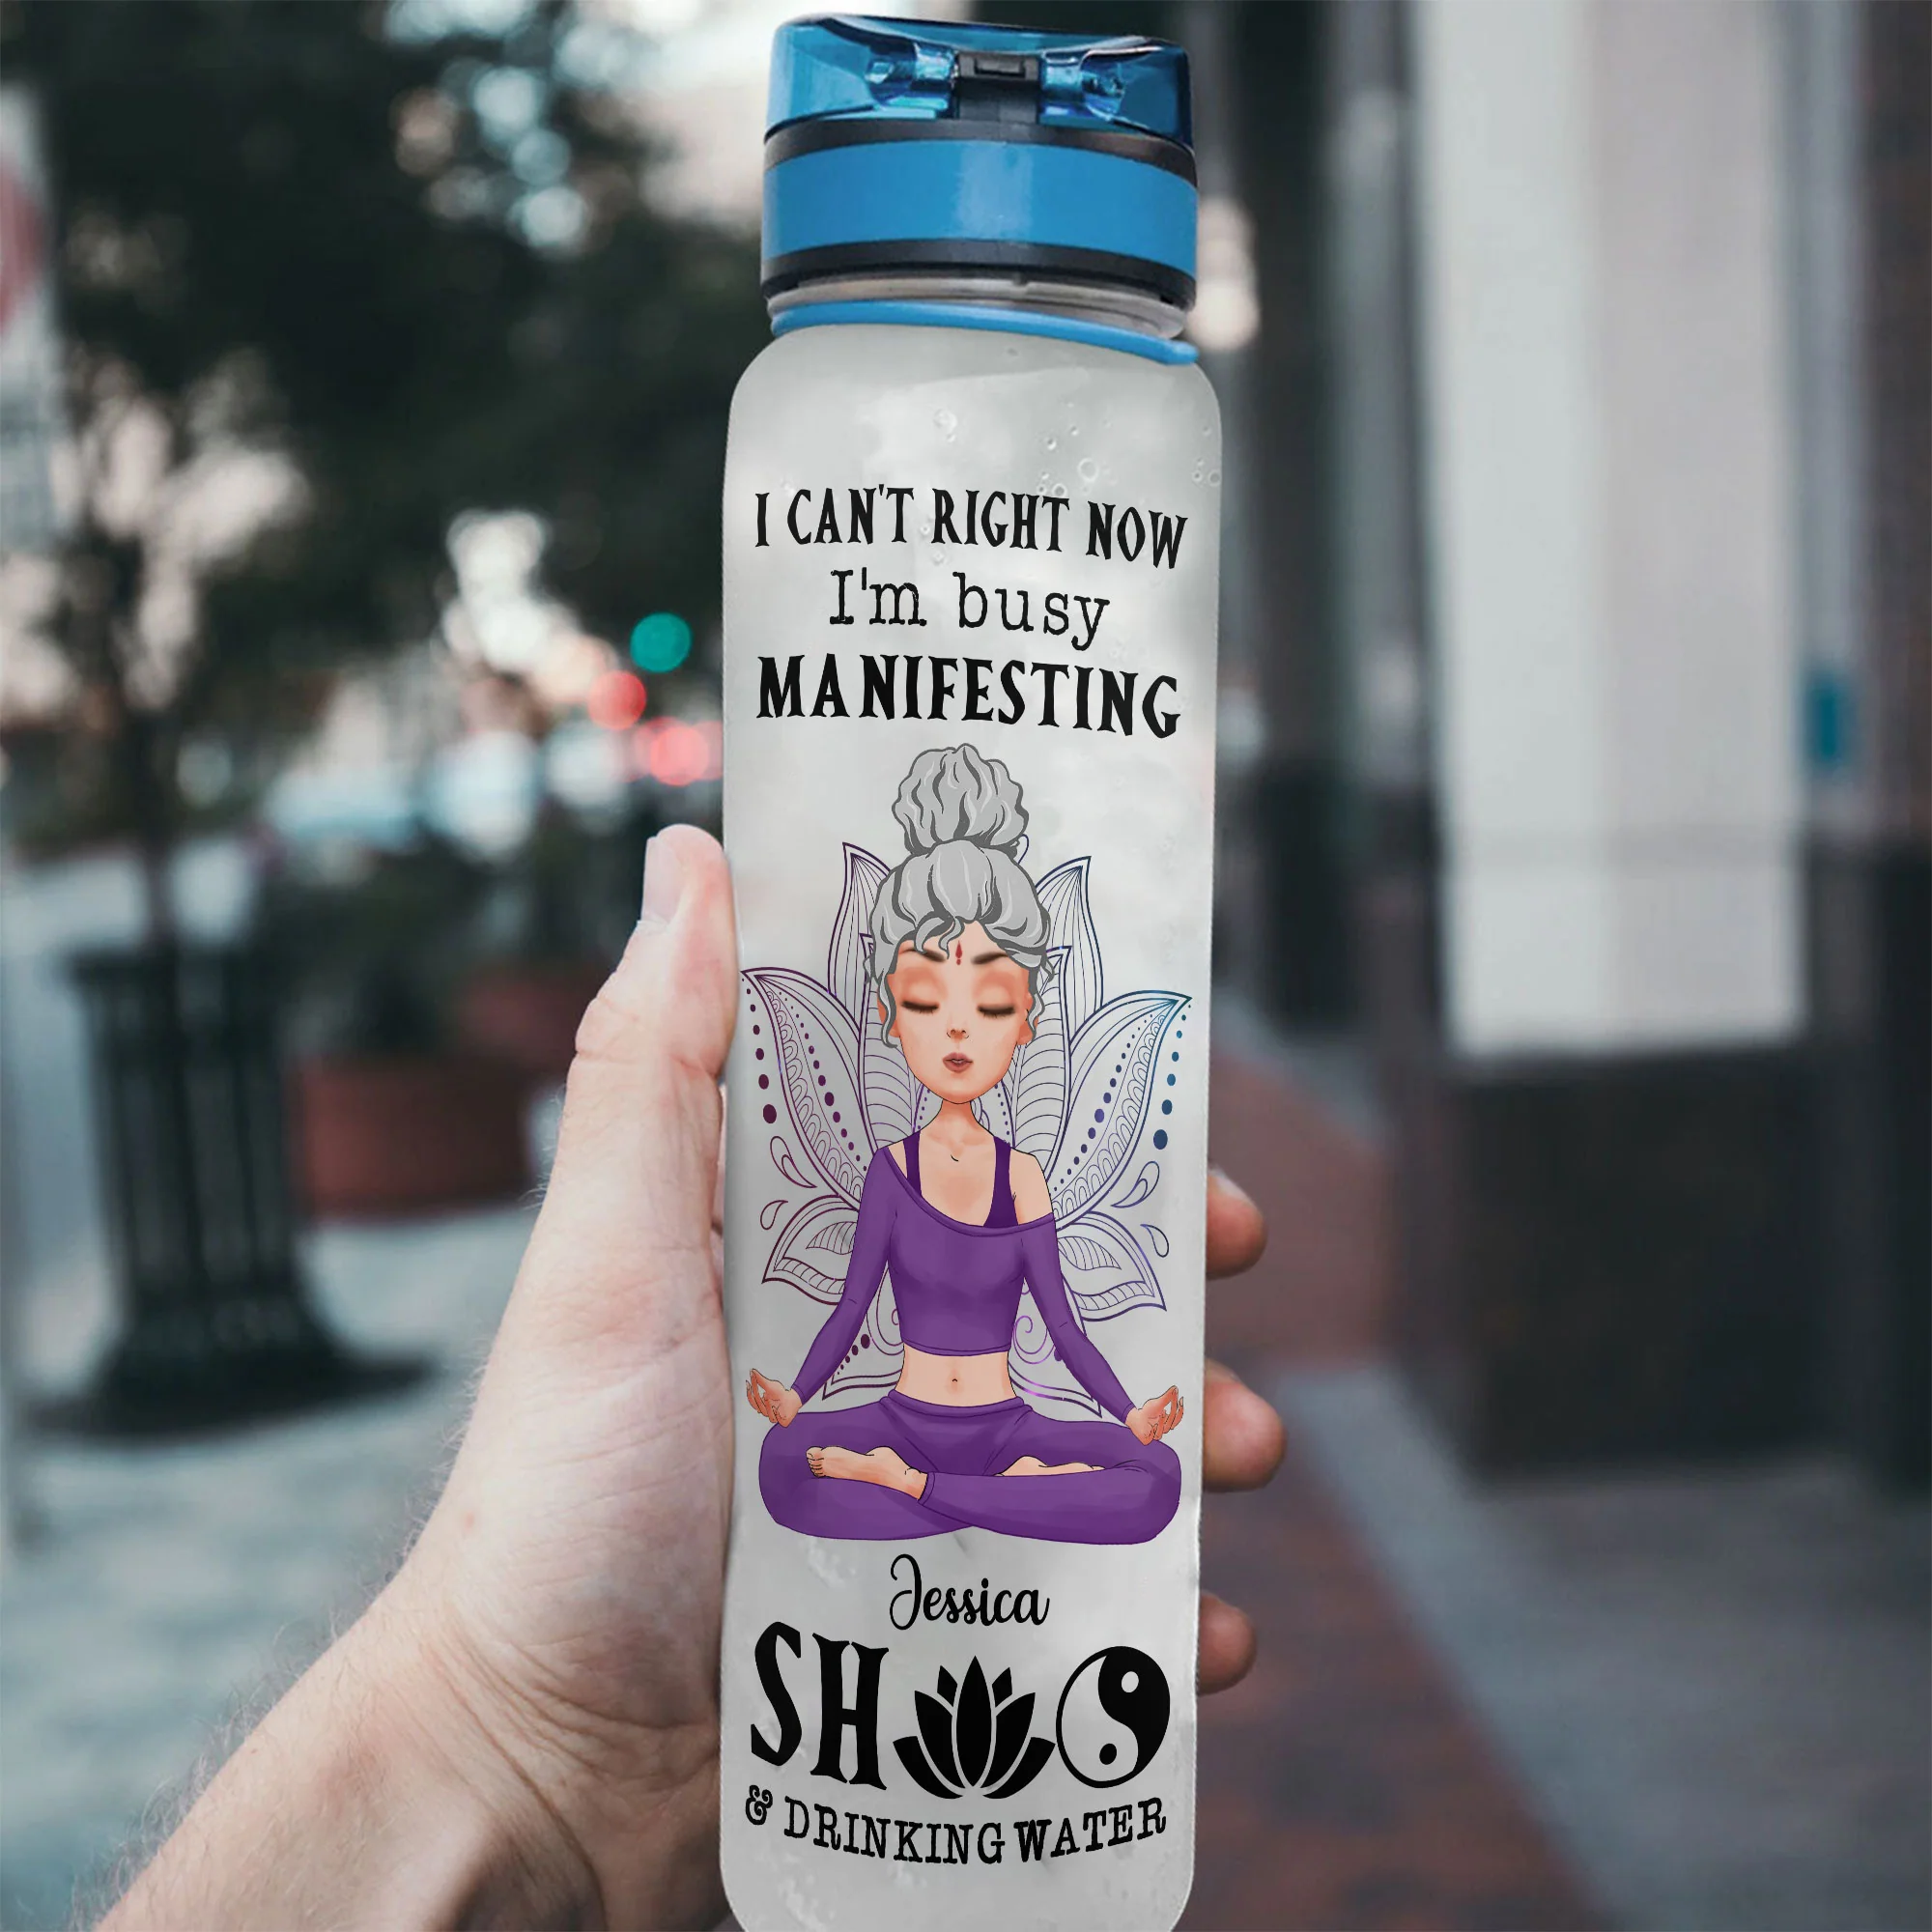 I CAN'T RIGHT NOW
I'm busy
MANIFESTING
Jessica
SH
& DRINKING WATER